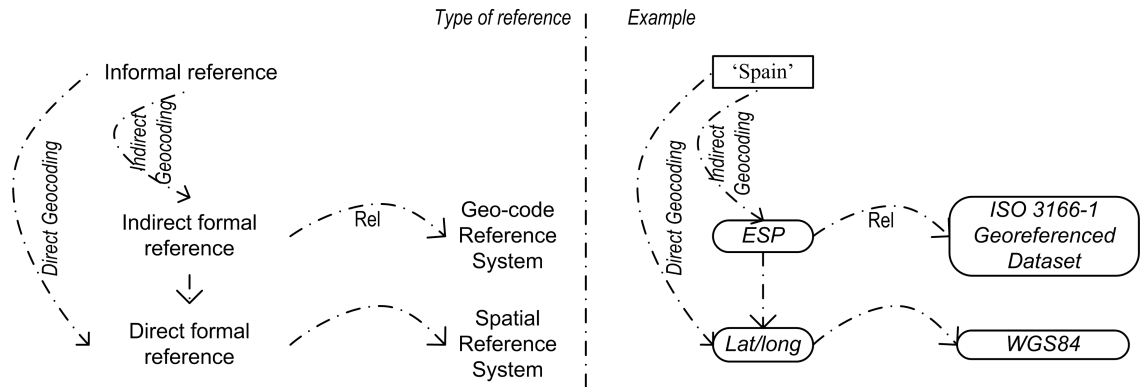 Type of reference
Example
Informal reference
'Spain'
Direct Geocoding
Indirect
Geocoding
Direct Geocoding
Indirect
Geocoding
Indirect formal
reference
Rel
Geo-code
Reference
System
ESP
Rel
ISO 3166-1
Georeferenced
Dataset
Direct formal
reference
Spatial
Reference
System
Lat/long
WGS84